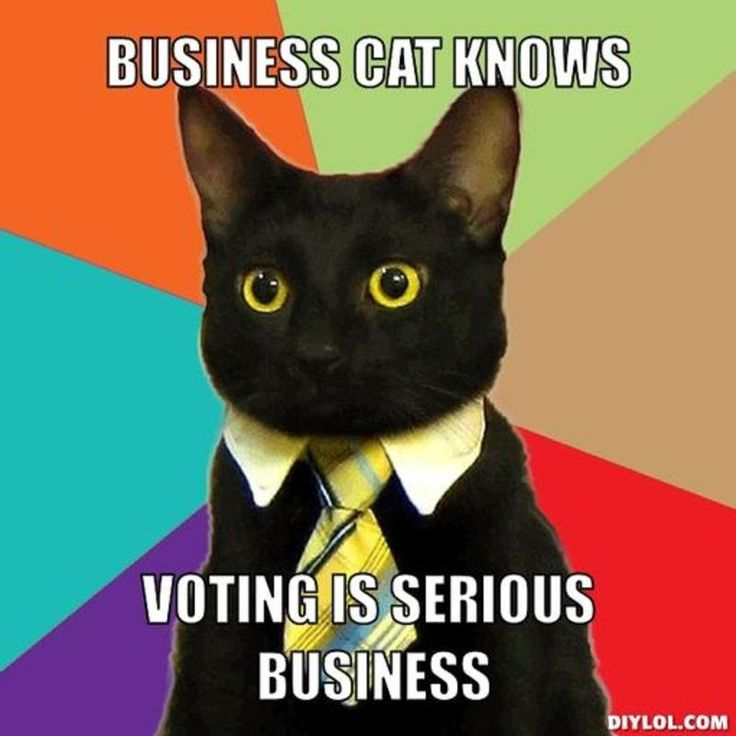 BUSINESS CAT KNOWS
VOTING IS SERIOUS
BUSINESS
DIYLOL.COM